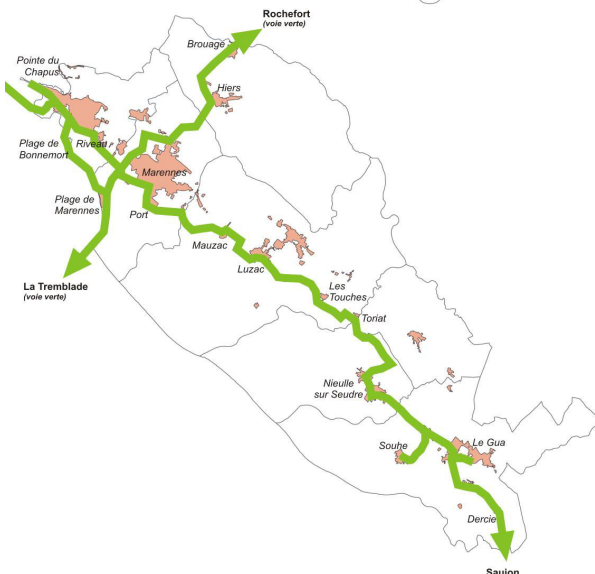 Rochefort
(voie verte)
Brouage
Pointe du
Chapus
Hiers
Plage de
Bonnemort
Riveau
Marennes
Plage de
Marennes
Port
Mauzac
Luzac
La Tremblade
(voie verte)
Les
Touches
Toriat
Nieulle
sur Seudre
Souhe
Le Gua
Dercie
Saujon